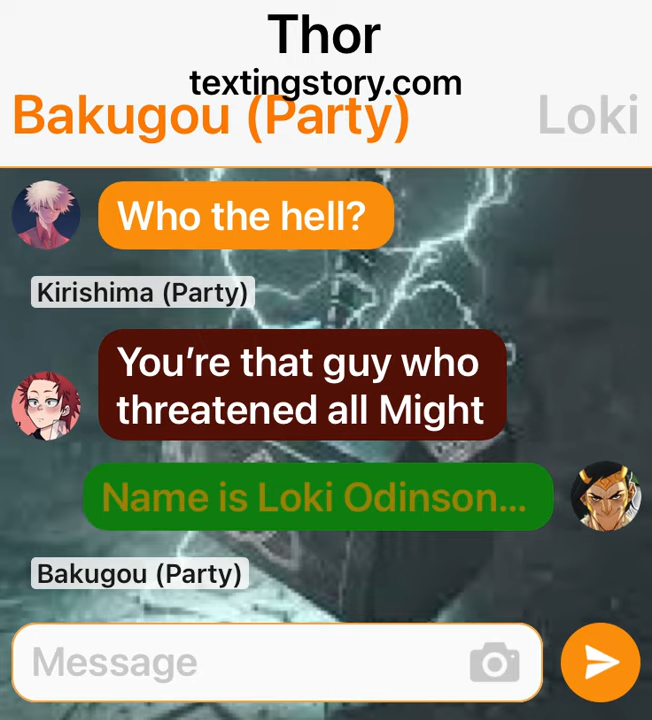 Thor
textingstory.com
Bakugou (Party) Loki
Who the hell?
Kirishima (Party)
You’re that guy who
threatened all Might
Name is Loki Odinson...
Bakugou (Party)
Message